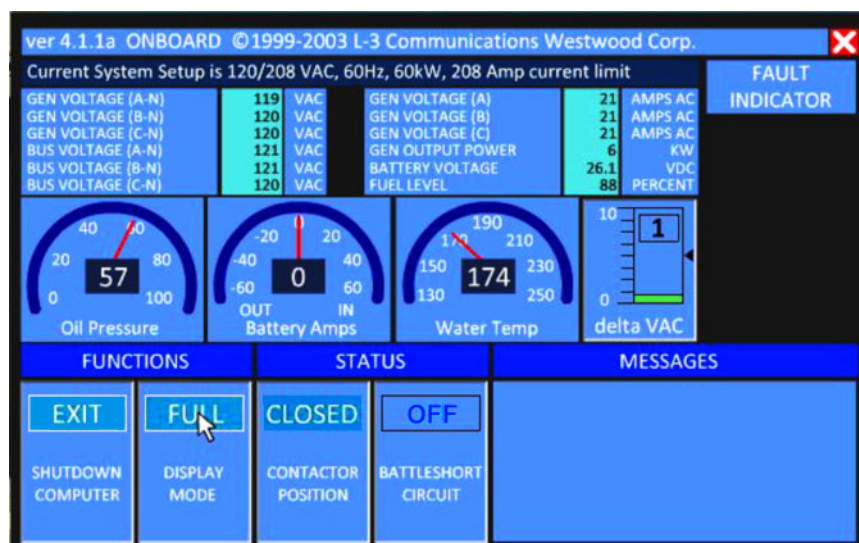 ver 4.1.1a ONBOARD ©1999-2003 L-3 Communications Westwood Corp.
X
Current System Setup is 120/208 VAC, 60Hz, 60kW, 208 Amp current limit
FAULT
INDICATOR
GEN VOLTAGE (A-N) 119 VAC GEN VOLTAGE (A) 21 AMPS AC
GEN VOLTAGE (B-N) 120 VAC GEN VOLTAGE (B) 21 AMPS AC
GEN VOLTAGE (C-N) 120 VAC GEN VOLTAGE (C) 21 AMPS AC
BUS VOLTAGE (A-N) 121 VAC GEN OUTPUT POWER 6 KW
BUS VOLTAGE (B-N) 121 VAC BATTERY VOLTAGE 26.1 VDC
BUS VOLTAGE (C-N) 120 VAC FUEL LEVEL 88 PERCENT
0 20 40 60 80 100
57
Oil Pressure
-60 -40 -20 0 20 40 60
0
OUT IN
Battery Amps
130 150 170 190 210 230 250
174
Water Temp
10
1
0
delta VAC
FUNCTIONS STATUS MESSAGES
EXIT FULL CLOSED OFF
SHUTDOWN DISPLAY CONTACTOR BATTLESHORT
COMPUTER MODE POSITION CIRCUIT